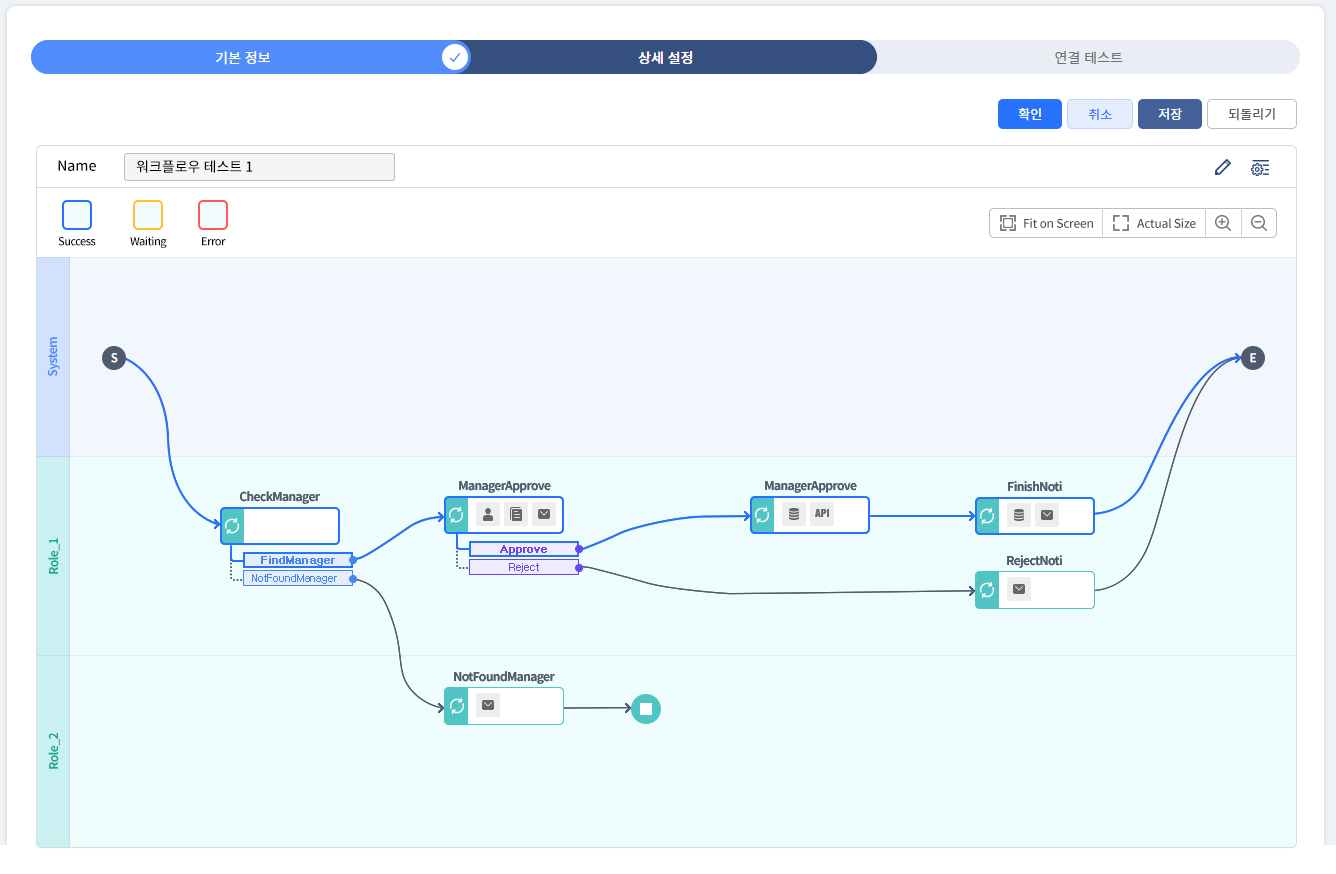 기본 정보
상세 설정
연결 테스트
확인
취소
저장
되돌리기
Name
워크플로우 테스트 1
Success
Waiting
Error
Fit on Screen
Actual Size
System
S
E
Role_1
CheckManager
FindManager
NotFoundManager
ManagerApprove
Approve
Reject
ManagerApprove
API
FinishNoti
RejectNoti
Role_2
NotFoundManager